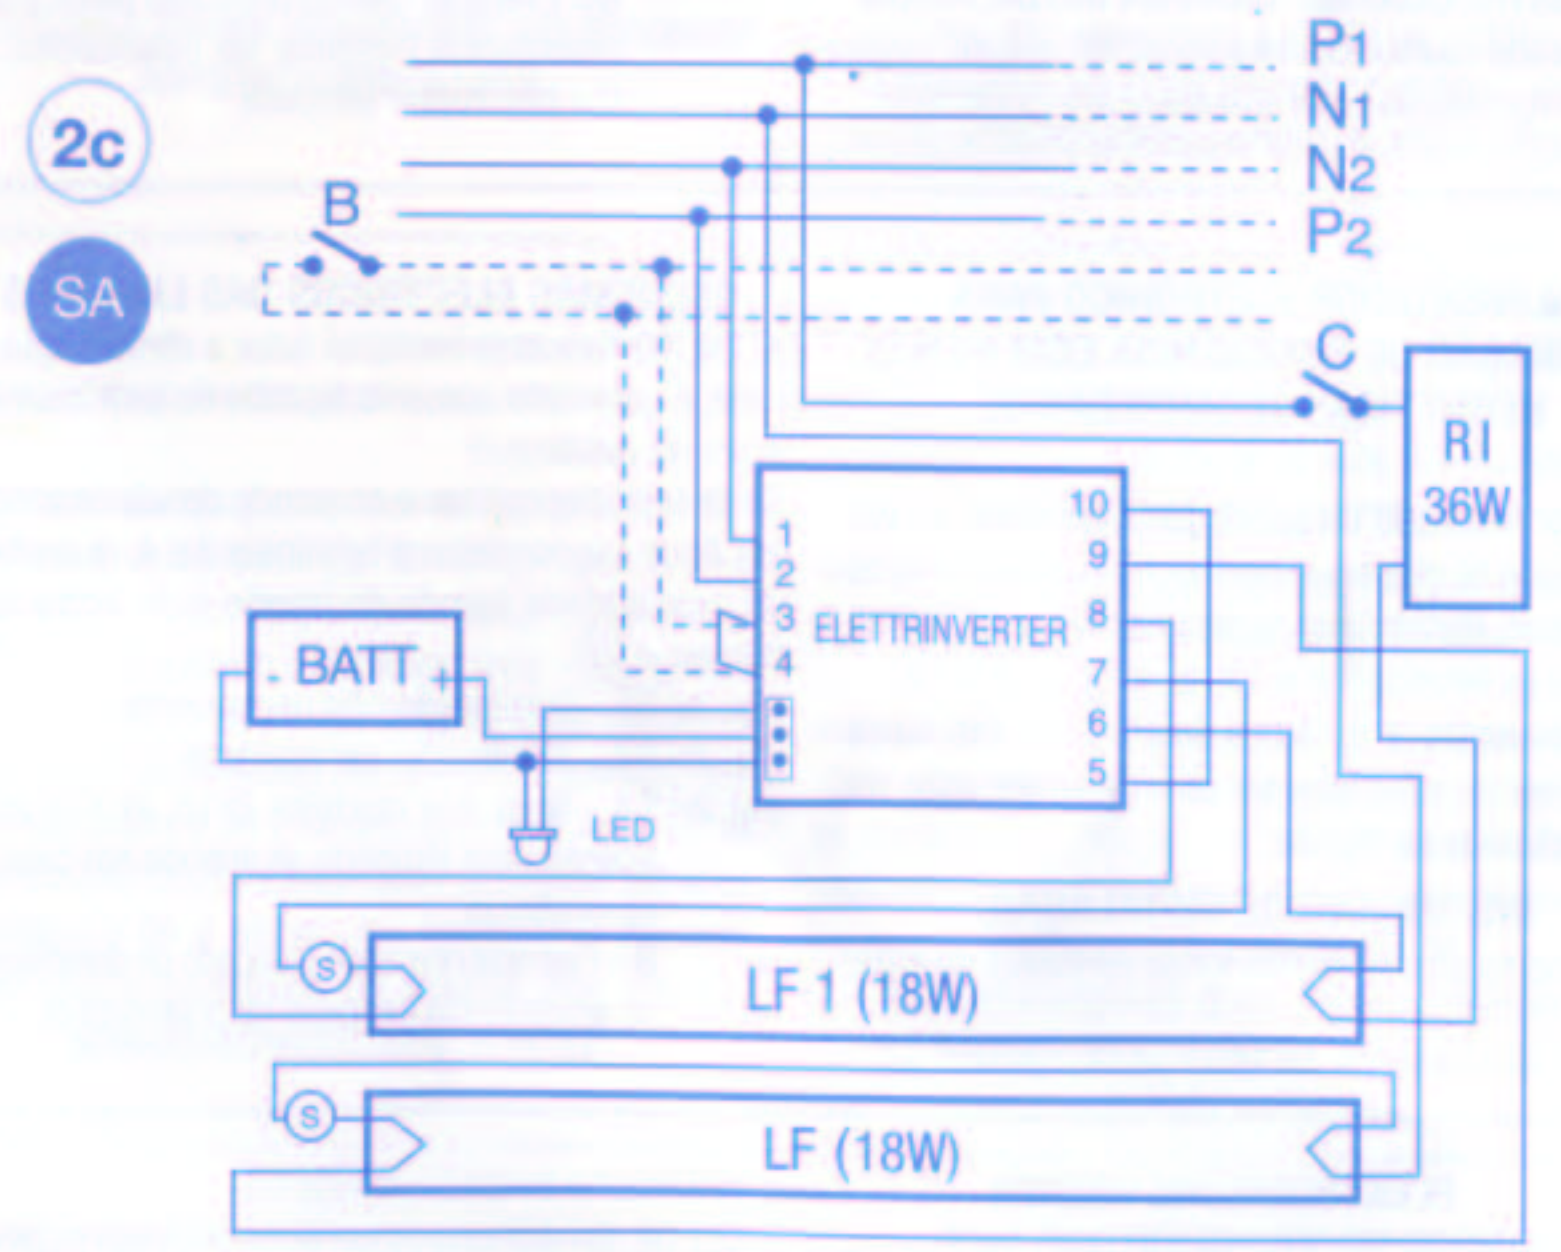 2c
SA
B
P1
N1
N2
P2
C
RI
36W
1
2
3
4
ELETTRINVERTER
10
9
8
7
6
5
- BATT +
LED
S
LF 1 (18W)
S
LF (18W)